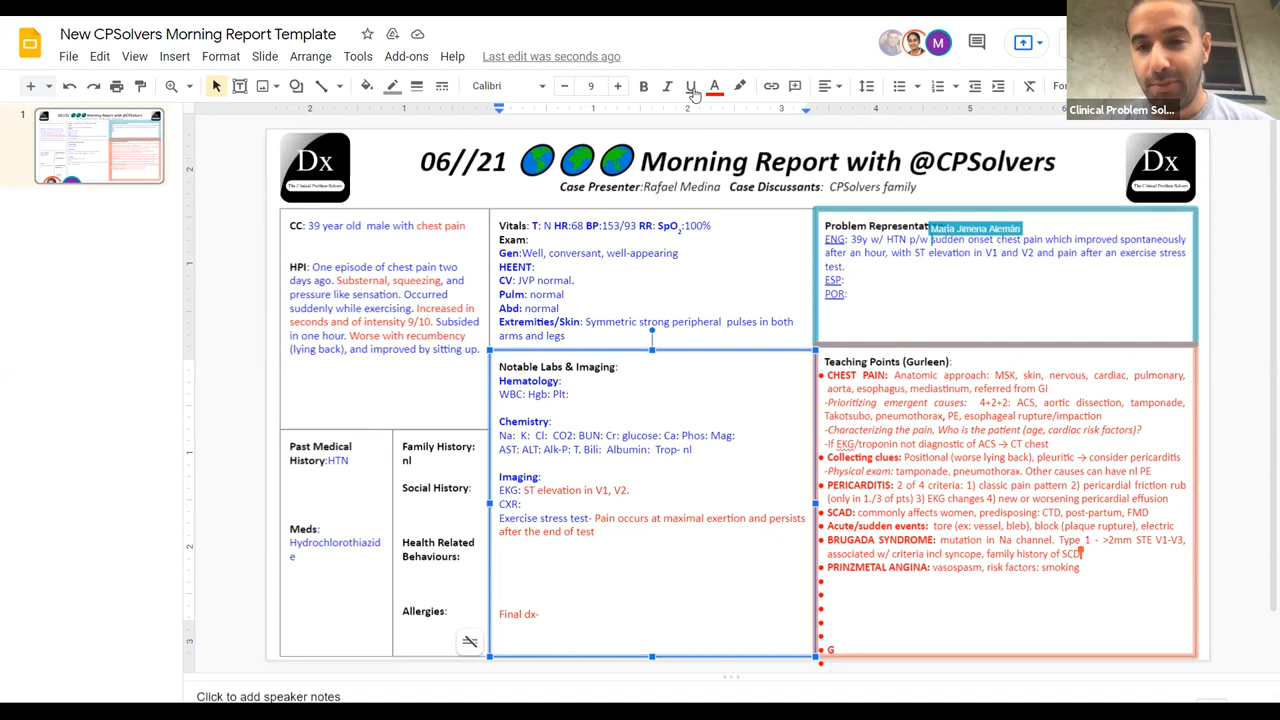 New CPSolvers Morning Report Template
File Edit View Insert Format Slide Arrange Tools Add-ons Help Last edit was seconds ago
M
Calibri 9 B I U A For
Clinical Problem Sol...
2 1 1 2 3 4 5
1
06//21 Morning Report with @CPSolvers
Case Presenter:Rafael Medina Case Discussants: CPSolvers family
Dx
The Clinical Problem Solvers
Dx
The Clinical Problem Solvers
CC: 39 year old male with chest pain
HPI: One episode of chest pain two
days ago. Substernal, squeezing, and
pressure like sensation. Occurred
suddenly while exercising. Increased in
seconds and of intensity 9/10. Subsided
in one hour. Worse with recumbency
(lying back), and improved by sitting up.
Past Medical
History:HTN
Meds:
Hydrochlorothiazid
e
Family History:
nl
Social History:
Health Related
Behaviours:
Allergies:
Vitals: T: N HR:68 BP:153/93 RR: SpO2:100%
Exam:
Gen:Well, conversant, well-appearing
HEENT:
CV: JVP normal.
Pulm: normal
Abd: normal
Extremities/Skin: Symmetric strong peripheral pulses in both
arms and legs
Notable Labs & Imaging:
Hematology:
WBC: Hgb: Plt:
Chemistry:
Na: K: Cl: CO2: BUN: Cr: glucose: Ca: Phos: Mag:
AST: ALT: Alk-P: T. Bili: Albumin: Trop- nl
Imaging:
EKG: ST elevation in V1, V2.
CXR:
Exercise stress test- Pain occurs at maximal exertion and persists
after the end of test
Final dx-
Problem Representat
María Jimena Alemán
ENG: 39y w/ HTN p/w sudden onset chest pain which improved spontaneously
after an hour, with ST elevation in V1 and V2 and pain after an exercise stress
test.
ESP:
POR:
Teaching Points (Gurleen):
CHEST PAIN: Anatomic approach: MSK, skin, nervous, cardiac, pulmonary,
aorta, esophagus, mediastinum, referred from GI
-Prioritizing emergent causes: 4+2+2: ACS, aortic dissection, tamponade,
Takotsubo, pneumothorax, PE, esophageal rupture/impaction
-Characterizing the pain, Who is the patient (age, cardiac risk factors)?
-If EKG/troponin not diagnostic of ACS → CT chest
Collecting clues: Positional (worse lying back), pleuritic → consider pericarditis
-Physical exam: tamponade, pneumothorax. Other causes can have nl PE
PERICARDITIS: 2 of 4 criteria: 1) classic pain pattern 2) pericardial friction rub
(only in 1./3 of pts) 3) EKG changes 4) new or worsening pericardial effusion
SCAD: commonly affects women, predisposing: CTD, post-partum, FMD
Acute/sudden events: tore (ex: vessel, bleb), block (plaque rupture), electric
BRUGADA SYNDROME: mutation in Na channel. Type 1 - >2mm STE V1-V3,
associated w/ criteria incl syncope, family history of SCD
PRINZMETAL ANGINA: vasospasm, risk factors: smoking
G
Click to add speaker notes